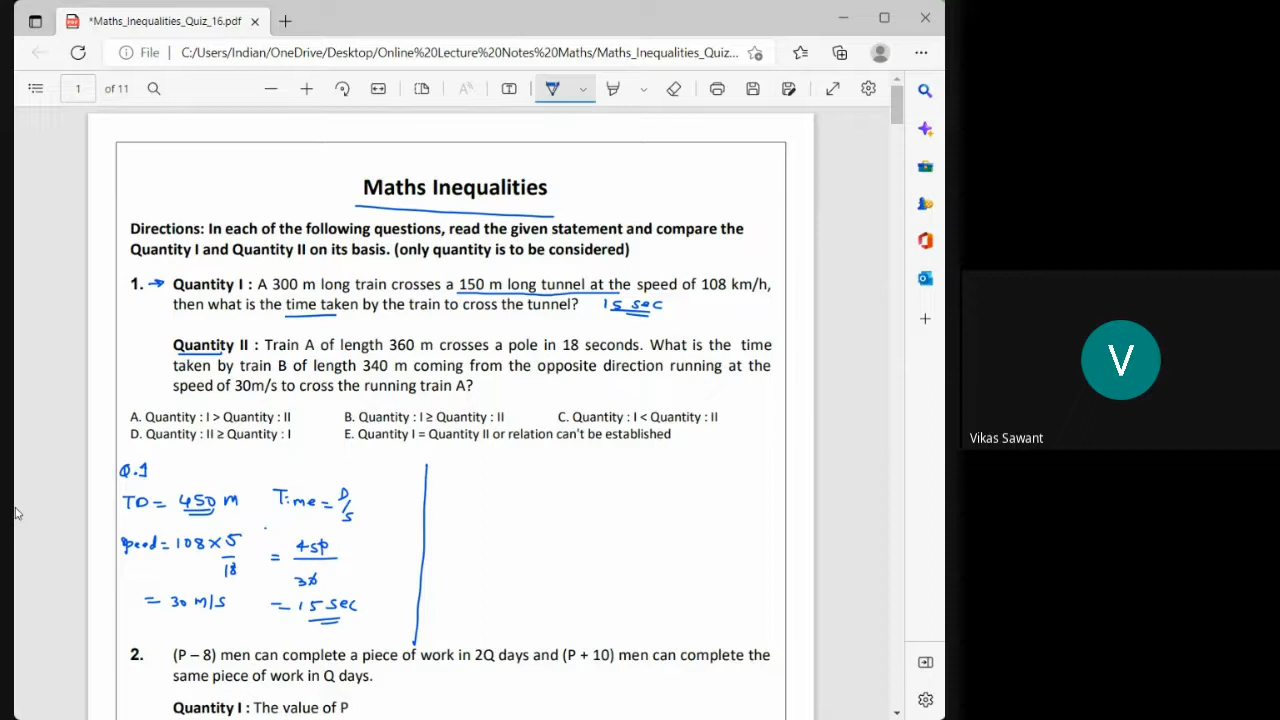 *Maths_Inequalities_Quiz_16.pdf
File C:/Users/Indian/OneDrive/Desktop/Online%20Lecture%20Notes%20Maths/Maths_Inequalities_Quiz...
1 of 11
Maths Inequalities
Directions: In each of the following questions, read the given statement and compare the
Quantity I and Quantity II on its basis. (only quantity is to be considered)
1. Quantity I : A 300 m long train crosses a 150 m long tunnel at the speed of 108 km/h,
then what is the time taken by the train to cross the tunnel? 15 sec
Quantity II : Train A of length 360 m crosses a pole in 18 seconds. What is the time
taken by train B of length 340 m coming from the opposite direction running at the
speed of 30m/s to cross the running train A?
A. Quantity : I > Quantity : II B. Quantity : I ≥ Quantity : II C. Quantity : I < Quantity : II
D. Quantity : II ≥ Quantity : I E. Quantity I = Quantity II or relation can't be established
Q.1
TD = 450 m Time = D/S
Speed = 108 × 5/18 = 450/30
= 30 m/s = 15 sec
2. (P – 8) men can complete a piece of work in 2Q days and (P + 10) men can complete the
same piece of work in Q days.
Quantity I : The value of P
V
Vikas Sawant